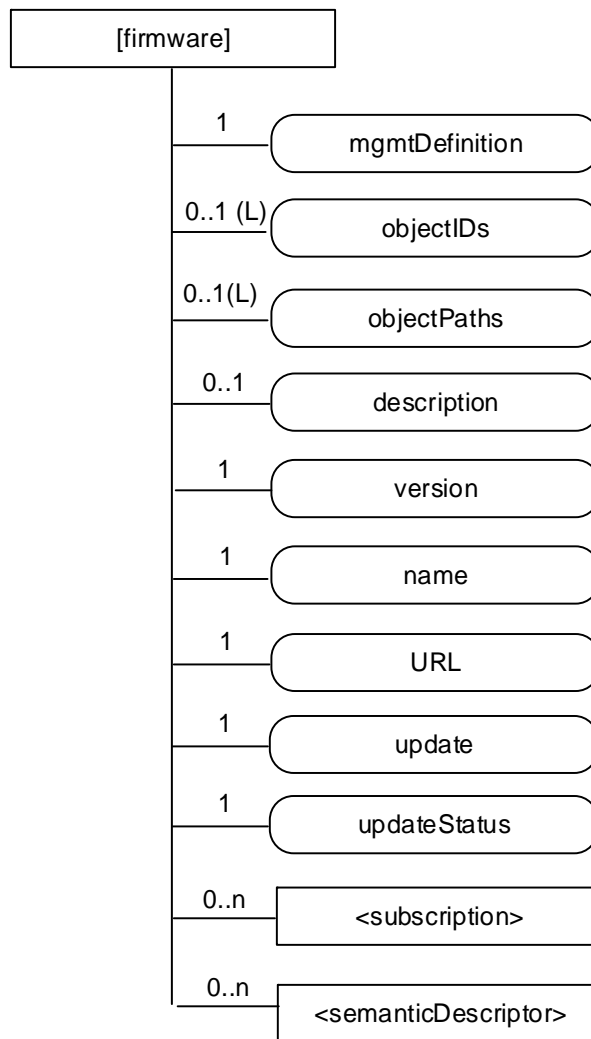 [firmware]
1
mgmtDefinition
0..1 (L)
objectIDs
0..1(L)
objectPaths
0..1
description
1
version
1
name
1
URL
1
update
1
updateStatus
0..n
<subscription>
0..n
<semanticDescriptor>